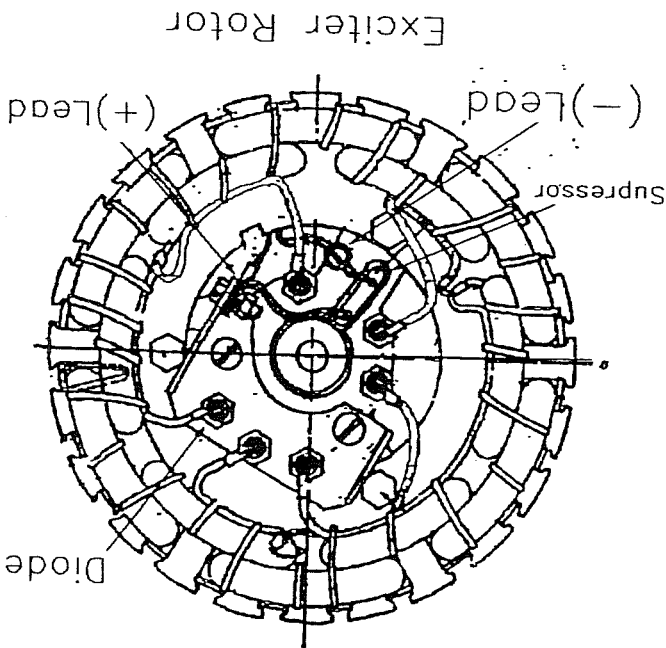 Diode
Supressor
(−)Lead
(+)Lead
Exciter Rotor